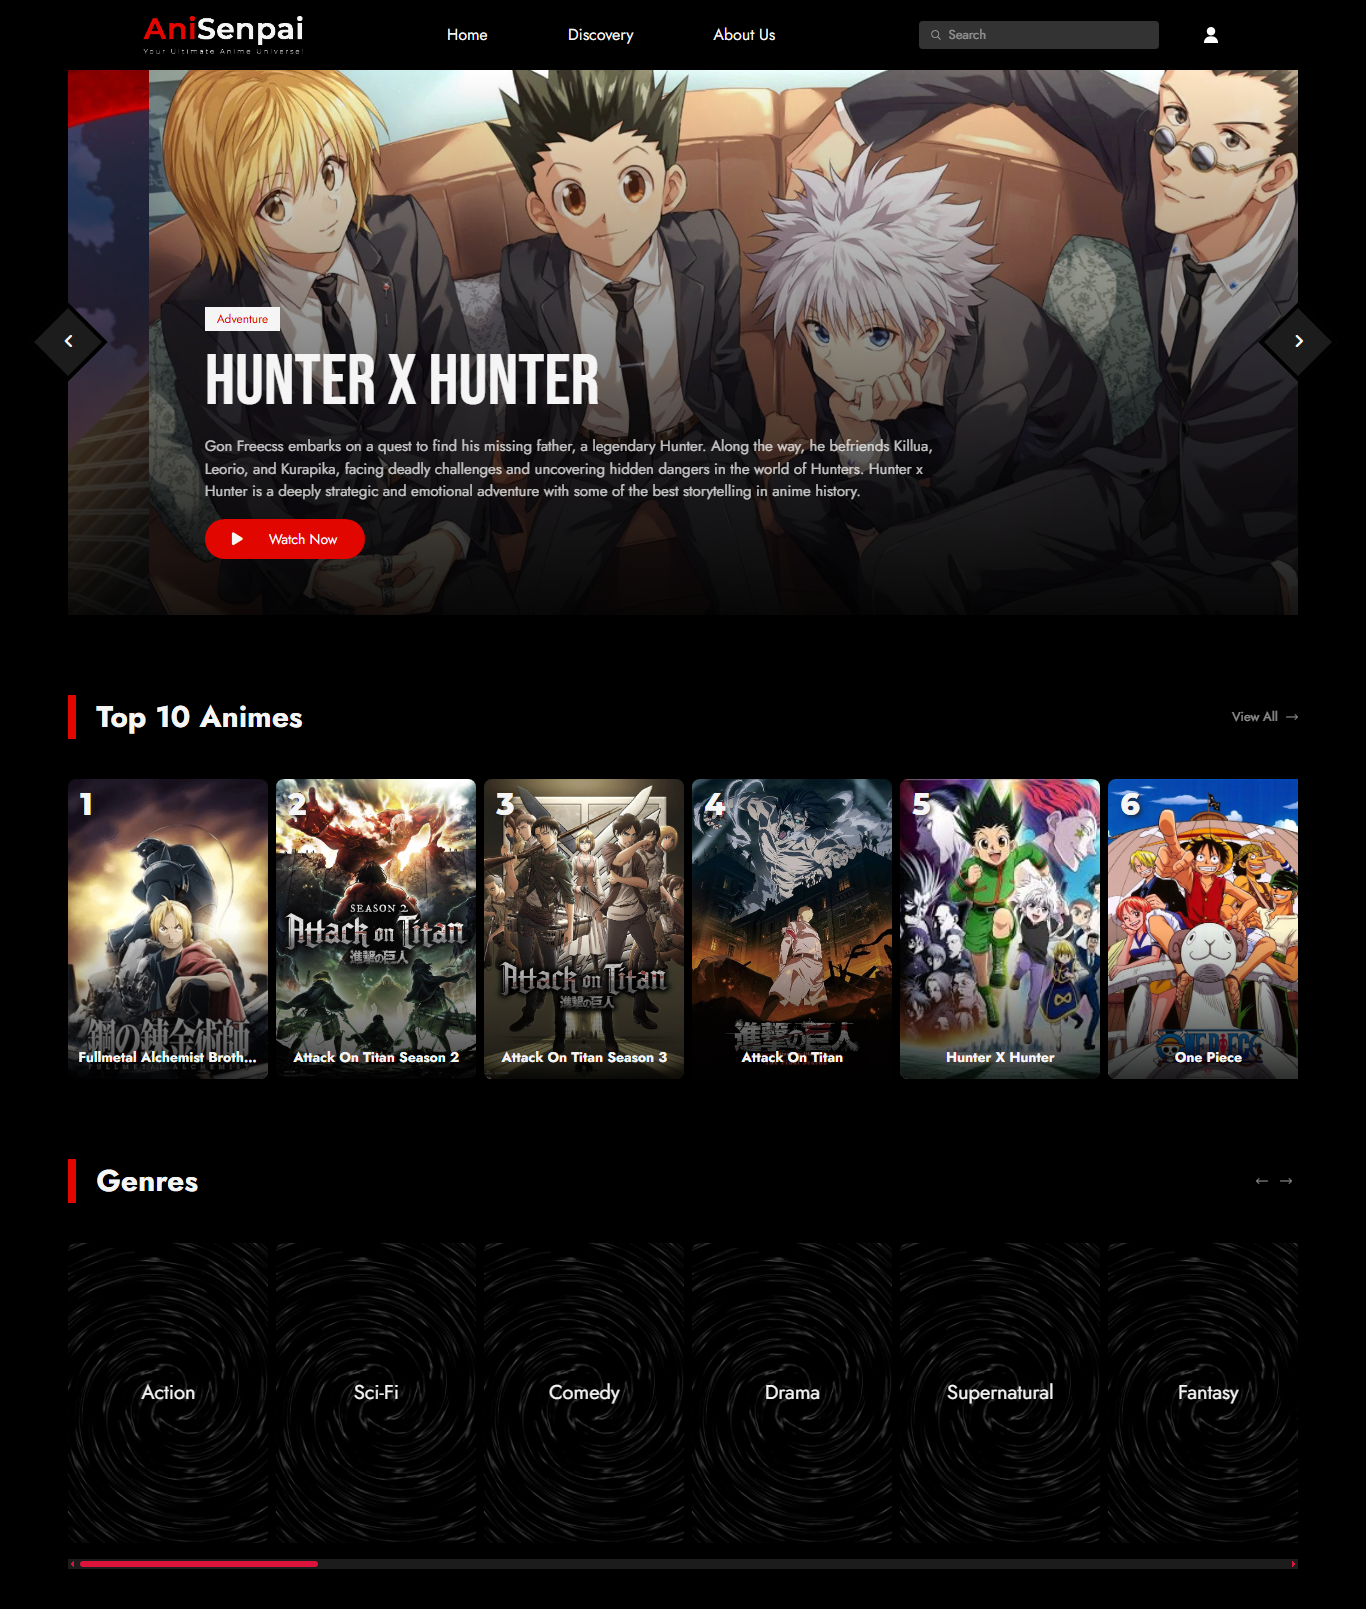 AniSenpai
Your Ultimate Anime Universe!
Home
Discovery
About Us
Search
Adventure
HUNTER X HUNTER
Gon Freecss embarks on a quest to find his missing father, a legendary Hunter. Along the way, he befriends Killua,
Leorio, and Kurapika, facing deadly challenges and uncovering hidden dangers in the world of Hunters. Hunter x
Hunter is a deeply strategic and emotional adventure with some of the best storytelling in anime history.
Watch Now
Top 10 Animes
View All
1
鋼の錬金術師
Fullmetal Alchemist Broth...
FULLMETAL ALCHEMIST
2
SEASON 2
Attack on Titan
進撃の巨人
Attack On Titan Season 2
3
Attack on Titan
進撃の巨人
Attack On Titan Season 3
4
進撃の巨人
Attack On Titan
5
Hunter X Hunter
6
ONE PIECE
One Piece
Genres
Action
Sci-Fi
Comedy
Drama
Supernatural
Fantasy